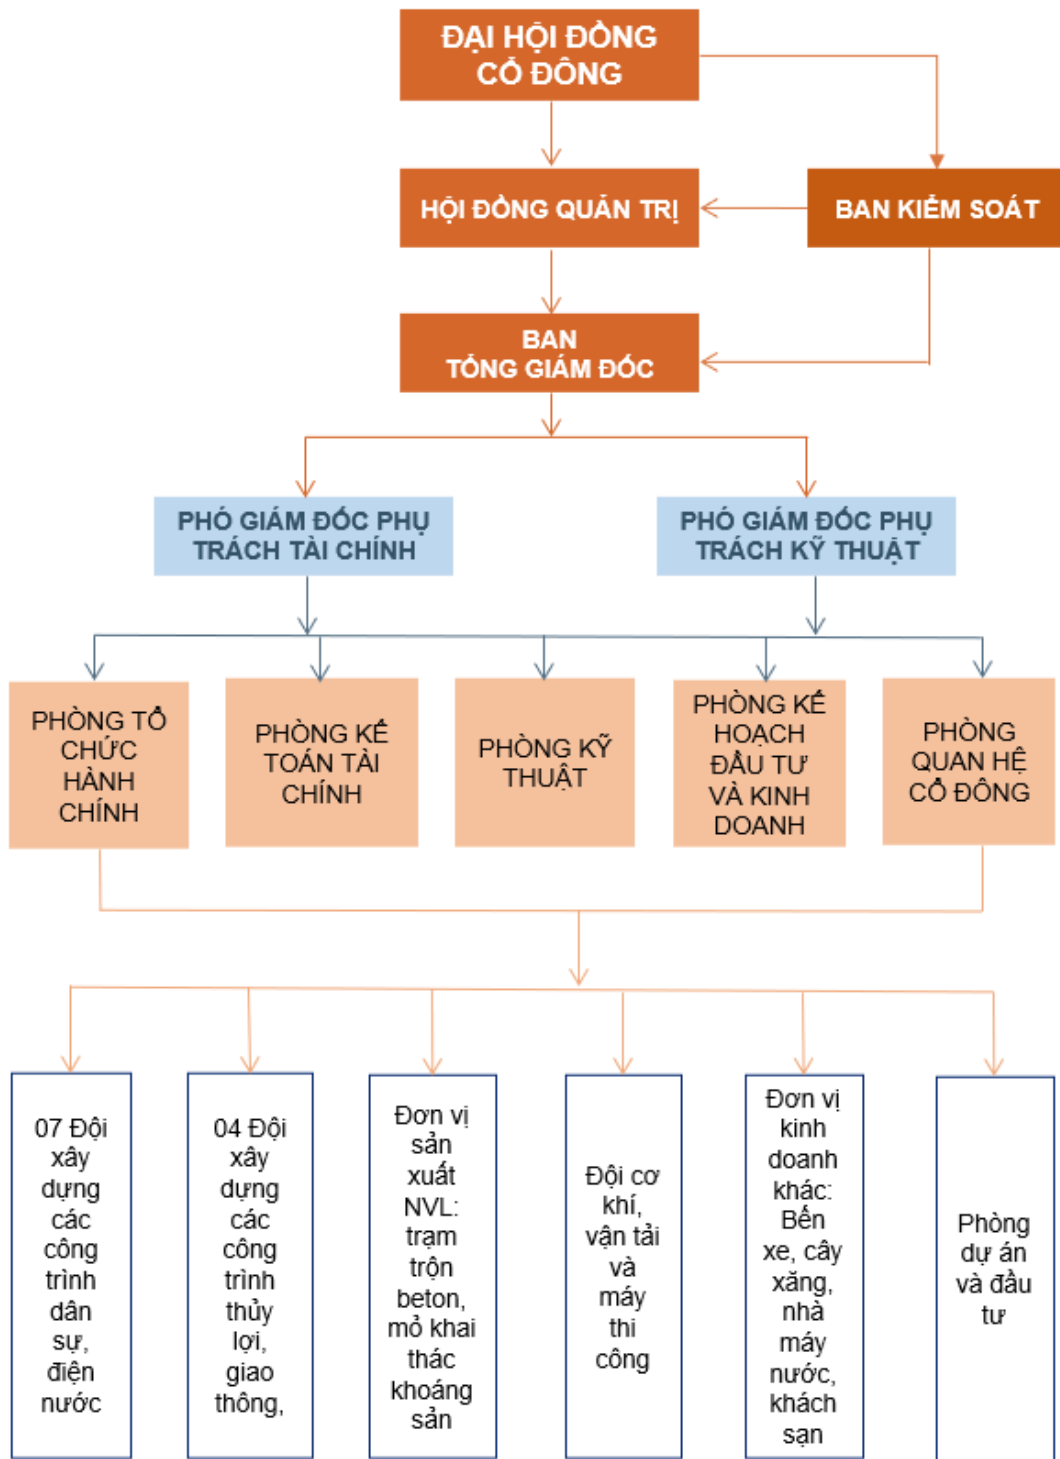 ĐẠI HỘI ĐỒNG
CỔ ĐÔNG
HỘI ĐỒNG QUẢN TRỊ
BAN KIỂM SOÁT
BAN
TỔNG GIÁM ĐỐC
PHÓ GIÁM ĐỐC PHỤ
TRÁCH TÀI CHÍNH
PHÓ GIÁM ĐỐC PHỤ
TRÁCH KỸ THUẬT
PHÒNG TỔ
CHỨC
HÀNH
CHÍNH
PHÒNG KẾ
TOÁN TÀI
CHÍNH
PHÒNG KỸ
THUẬT
PHÒNG KẾ
HOẠCH
ĐẦU TƯ
VÀ KINH
DOANH
PHÒNG
QUAN HỆ
CỔ ĐÔNG
07 Đội
xây
dựng
các
công
trình
dân
sự,
điện
nước
04 Đội
xây
dựng
các
công
trình
thủy
lợi,
giao
thông,
Đơn vị
sản
xuất
NVL:
trạm
trộn
beton,
mỏ khai
thác
khoáng
sản
Đội cơ
khí,
vận tải
và
máy
thi
công
Đơn vị
kinh
doanh
khác:
Bến
xe, cây
xăng,
nhà
máy
nước,
khách
sạn
Phòng
dự án
và đầu
tư